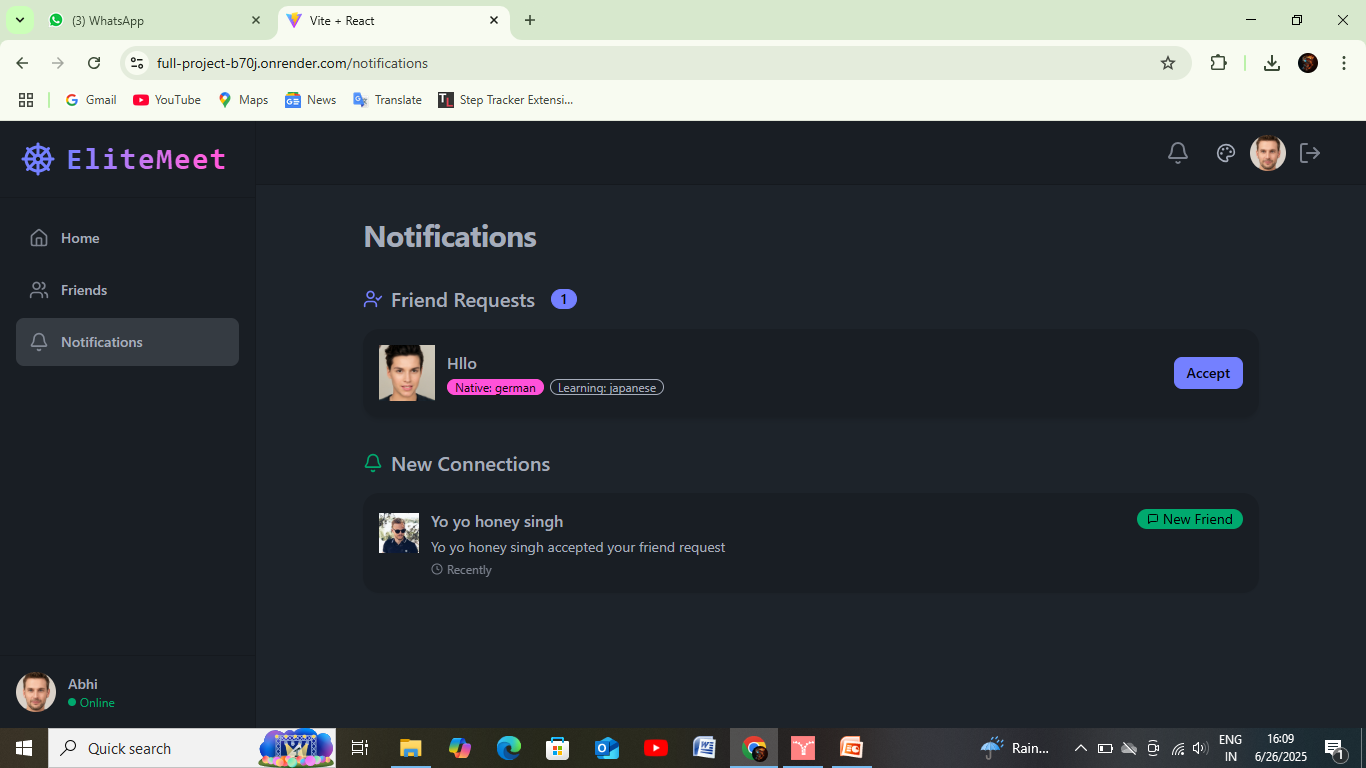 (3) WhatsApp
Vite + React
full-project-b70j.onrender.com/notifications
Gmail
YouTube
Maps
News
Translate
Step Tracker Extensi...
EliteMeet
Home
Friends
Notifications
Notifications
Friend Requests 1
Hllo
Native: german Learning: japanese
Accept
New Connections
Yo yo honey singh
New Friend
Yo yo honey singh accepted your friend request
Recently
Abhi
Online
Quick search
Rain...
ENG
IN
16:09
6/26/2025
1